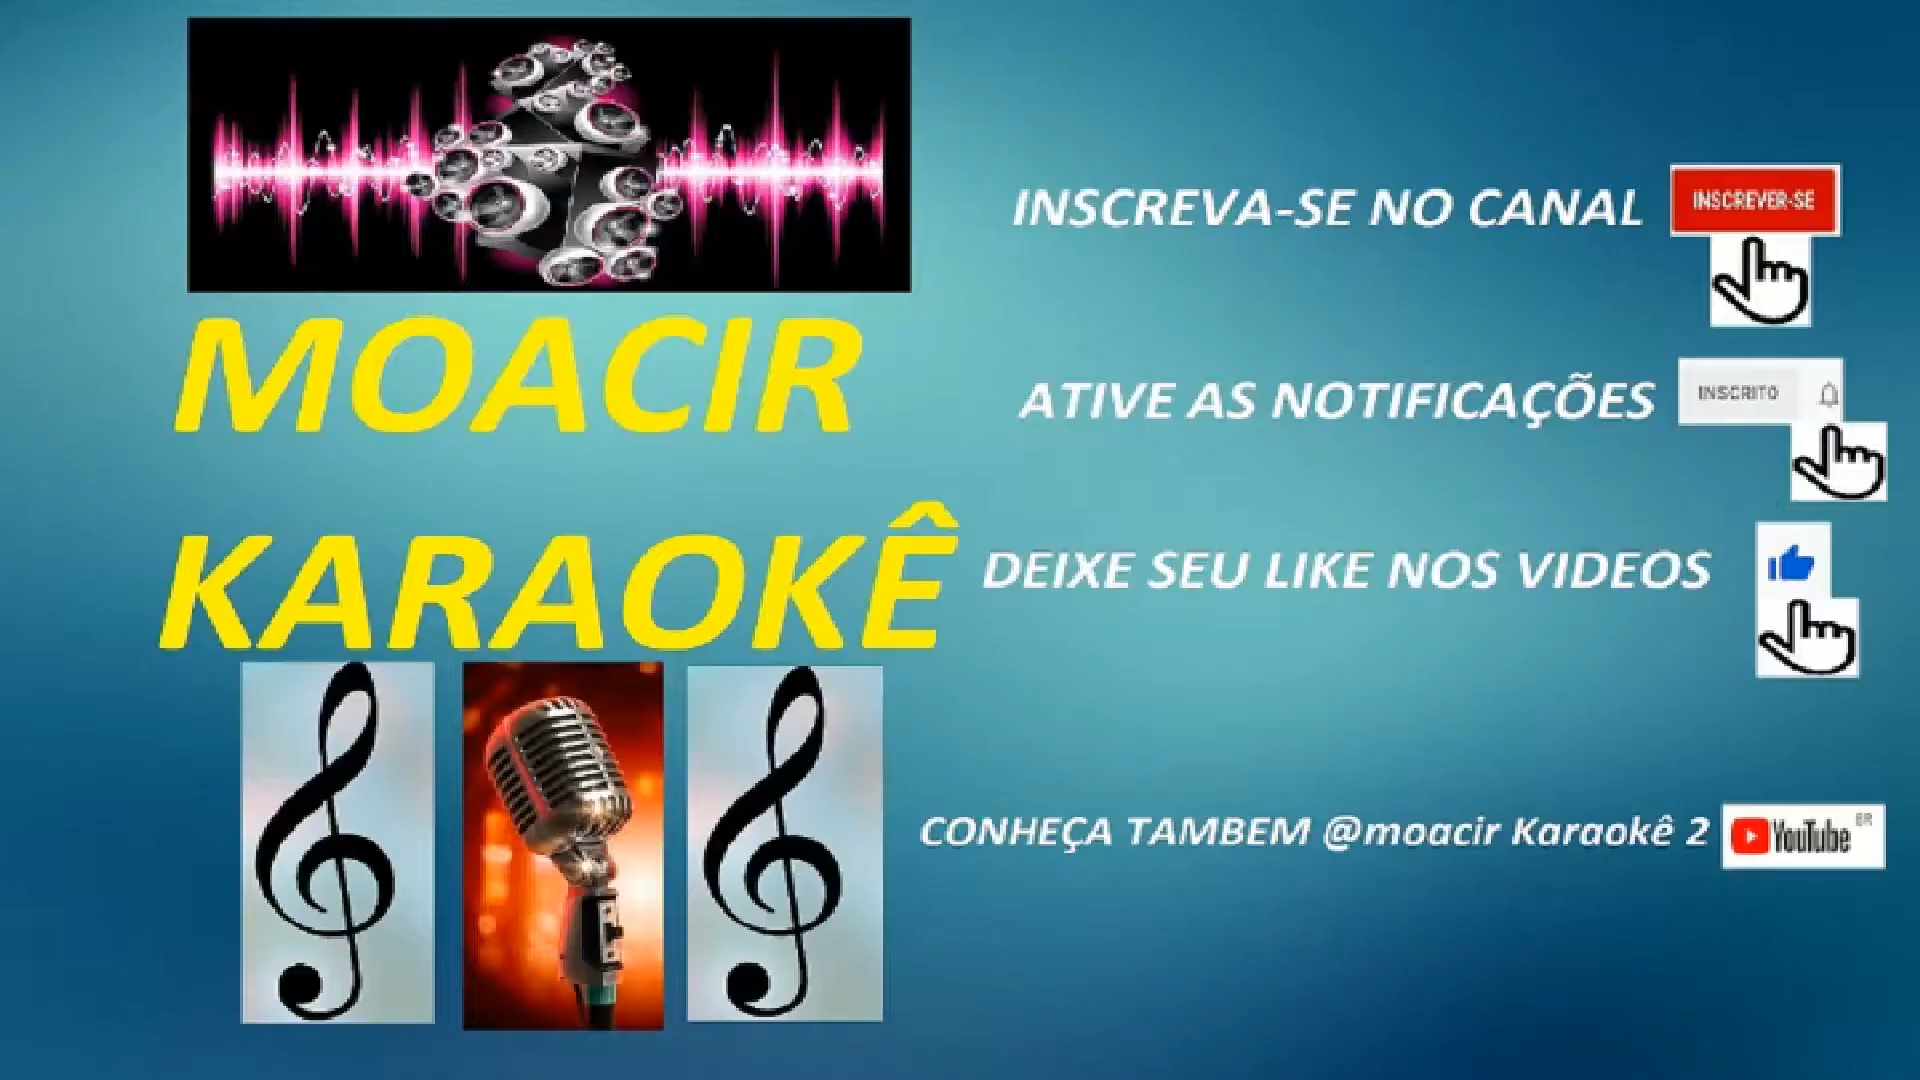 MOACIR
KARAOKÊ
INSCREVA-SE NO CANAL
INSCREVER-SE
ATIVE AS NOTIFICAÇÕES
INSCRITO
DEIXE SEU LIKE NOS VIDEOS
CONHEÇA TAMBEM @moacir Karaokê 2
YouTube BR